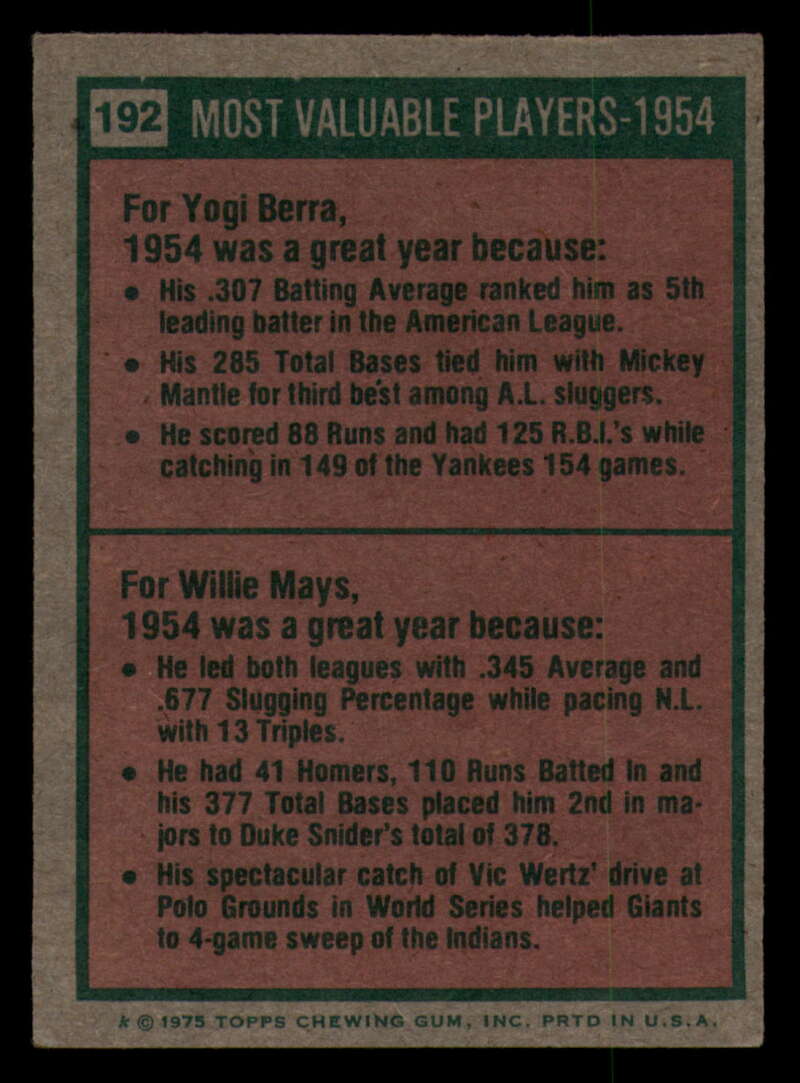 192 MOST VALUABLE PLAYERS-1954
For Yogi Berra,
1954 was a great year because:
• His .307 Batting Average ranked him as 5th
leading batter in the American League.
• His 285 Total Bases tied him with Mickey
Mantle for third best among A.L. sluggers.
• He scored 88 Runs and had 125 R.B.I.'s while
catching in 149 of the Yankees 154 games.
For Willie Mays,
1954 was a great year because:
• He led both leagues with .345 Average and
.677 Slugging Percentage while pacing N.L.
with 13 Triples.
• He had 41 Homers, 110 Runs Batted In and
his 377 Total Bases placed him 2nd in ma-
jors to Duke Snider's total of 378.
• His spectacular catch of Vic Wertz' drive at
Polo Grounds in World Series helped Giants
to 4-game sweep of the Indians.
* © 1975 TOPPS CHEWING GUM, INC. PRTD IN U.S.A.